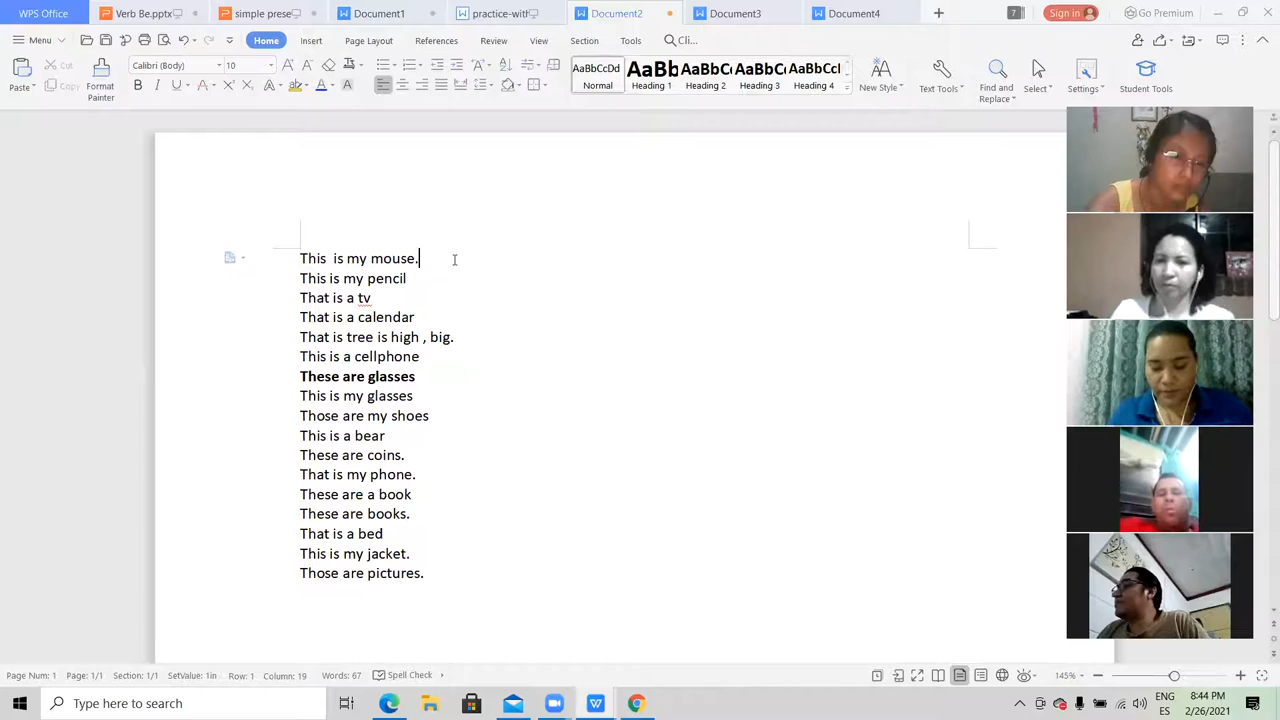 WPS Office Verb Be.pptx simple prese Document1 practice-with Document2 Document3 Document4 7 Sign in Go Premium
Menu Home Insert Page Layout References Review View Section Tools Cli...
Paste Cut Copy Format Painter Calibri (Body) 10 AaBbCcDd Normal AaBb Heading 1 AaBbC Heading 2 AaBbC Heading 3 AaBbCcI Heading 4 New Style Text Tools Find and Replace Select Settings Student Tools
This is my mouse.
This is my pencil
That is a tv
That is a calendar
That is tree is high , big.
This is a cellphone
These are glasses
This is my glasses
Those are my shoes
This is a bear
These are coins.
That is my phone.
These are a book
These are books.
That is a bed
This is my jacket.
Those are pictures.
Page Num: 1 Page: 1/1 Section: 1/1 Row: 1 Column: 19 Words: 67 Spell Check 145%
Type here to search ENG ES 8:44 PM 2/26/2021